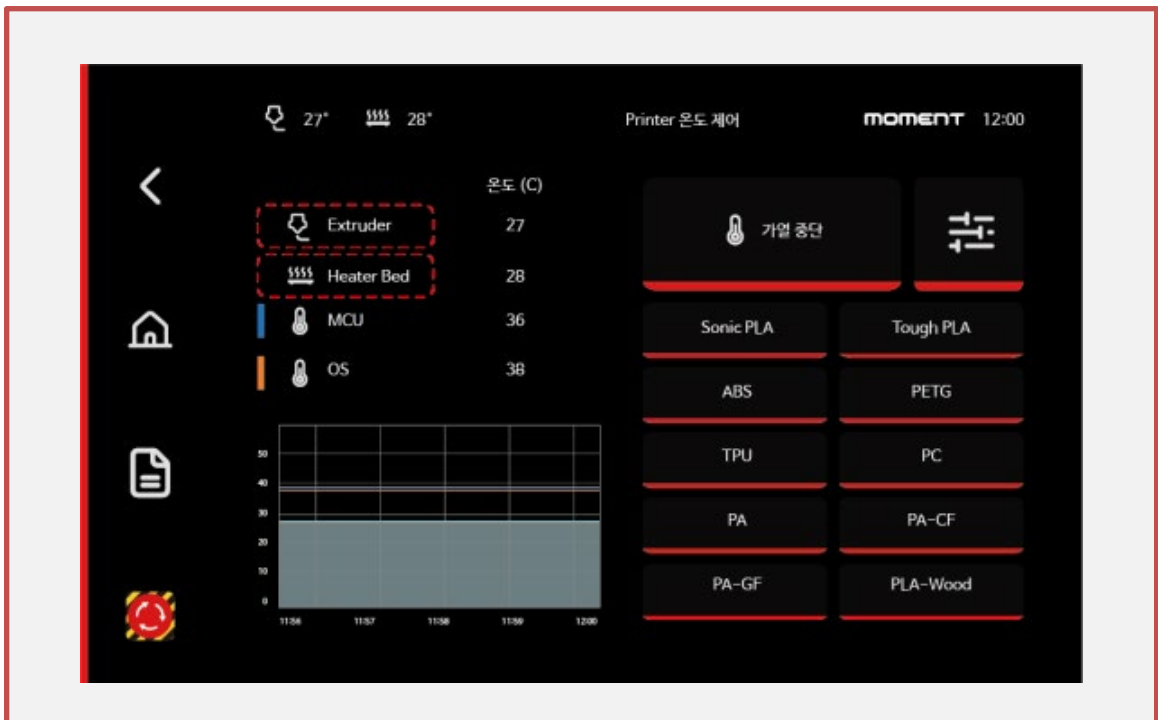 27° 28° Printer 온도 제어 moment 12:00
온도 (C)
Extruder 27
Heater Bed 28
MCU 36
OS 38
가열 중단
Sonic PLA Tough PLA
ABS PETG
TPU PC
PA PA-CF
PA-GF PLA-Wood
50
40
30
20
10
0
11:56 11:57 11:58 11:59 12:00